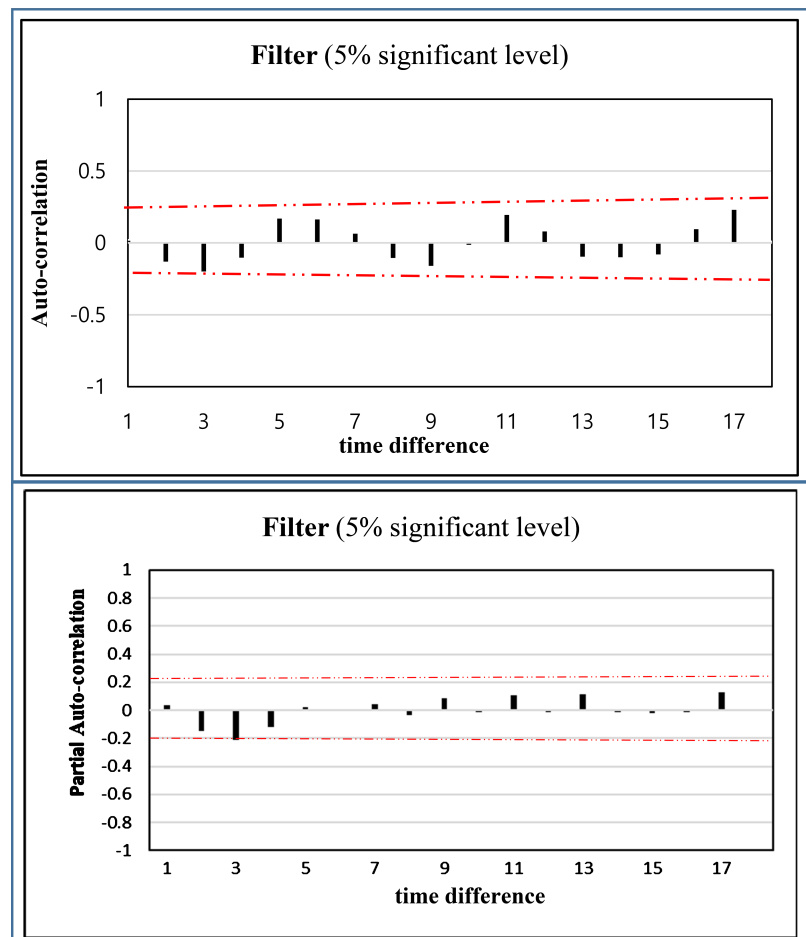 Filter (5% significant level)
1
0.5
0
-0.5
-1
Auto-correlation
1 3 5 7 9 11 13 15 17
time difference
Filter (5% significant level)
1
0.8
0.6
0.4
0.2
0
-0.2
-0.4
-0.6
-0.8
-1
Partial Auto-correlation
1 3 5 7 9 11 13 15 17
time difference